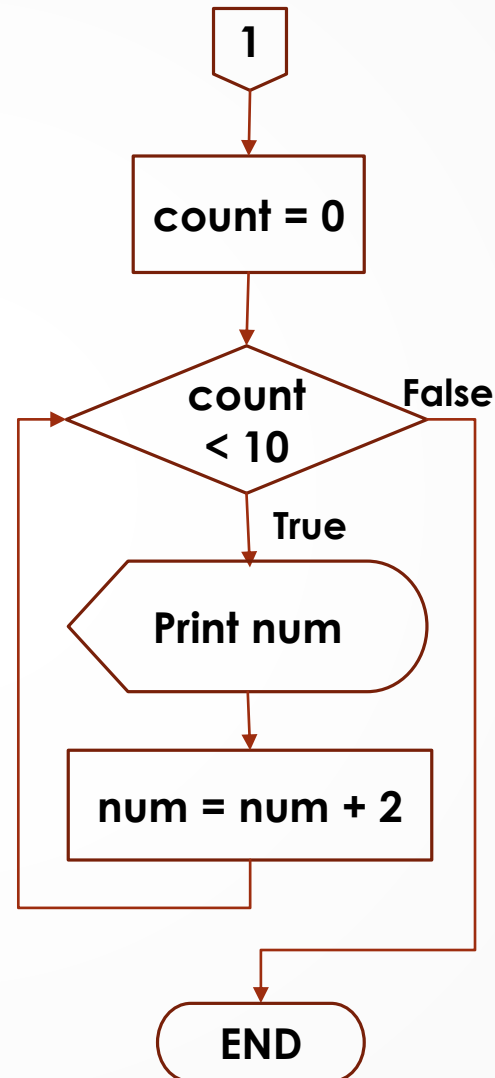 1
count = 0
count
< 10
False
True
Print num
num = num + 2
END